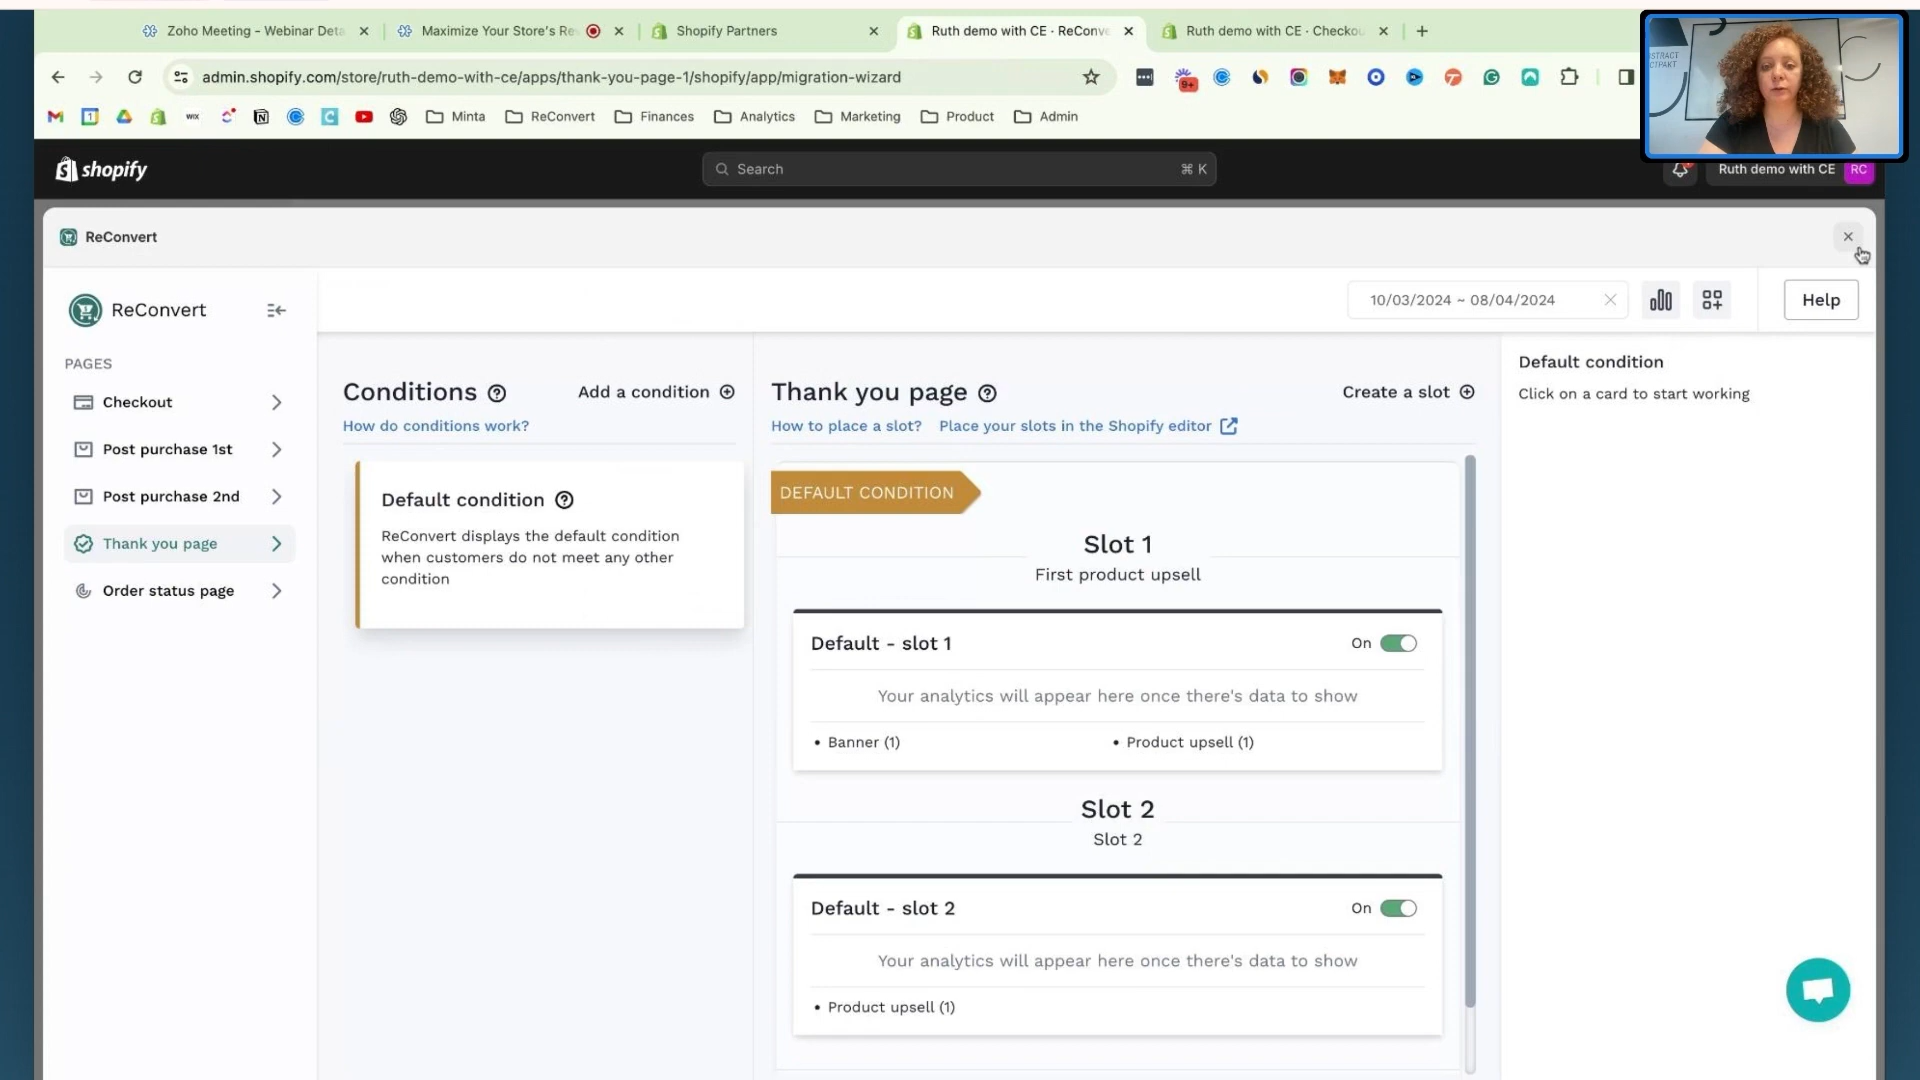 Zoho Meeting - Webinar Deta
Maximize Your Store's Re
Shopify Partners
Ruth demo with CE · ReConve
Ruth demo with CE · Checkou
admin.shopify.com/store/ruth-demo-with-ce/apps/thank-you-page-1/shopify/app/migration-wizard
9+
WIX
Minta
ReConvert
Finances
Analytics
Marketing
Product
Admin
shopify
Search
⌘ K
Ruth demo with CE
RC
ReConvert
ReConvert
10/03/2024 ~ 08/04/2024
Help
PAGES
Checkout
Post purchase 1st
Post purchase 2nd
Thank you page
Order status page
Conditions
Add a condition
How do conditions work?
Default condition
ReConvert displays the default condition
when customers do not meet any other
condition
Thank you page
Create a slot
How to place a slot?
Place your slots in the Shopify editor
DEFAULT CONDITION
Slot 1
First product upsell
Default - slot 1
On
Your analytics will appear here once there's data to show
• Banner (1)
• Product upsell (1)
Slot 2
Slot 2
Default - slot 2
On
Your analytics will appear here once there's data to show
• Product upsell (1)
Default condition
Click on a card to start working